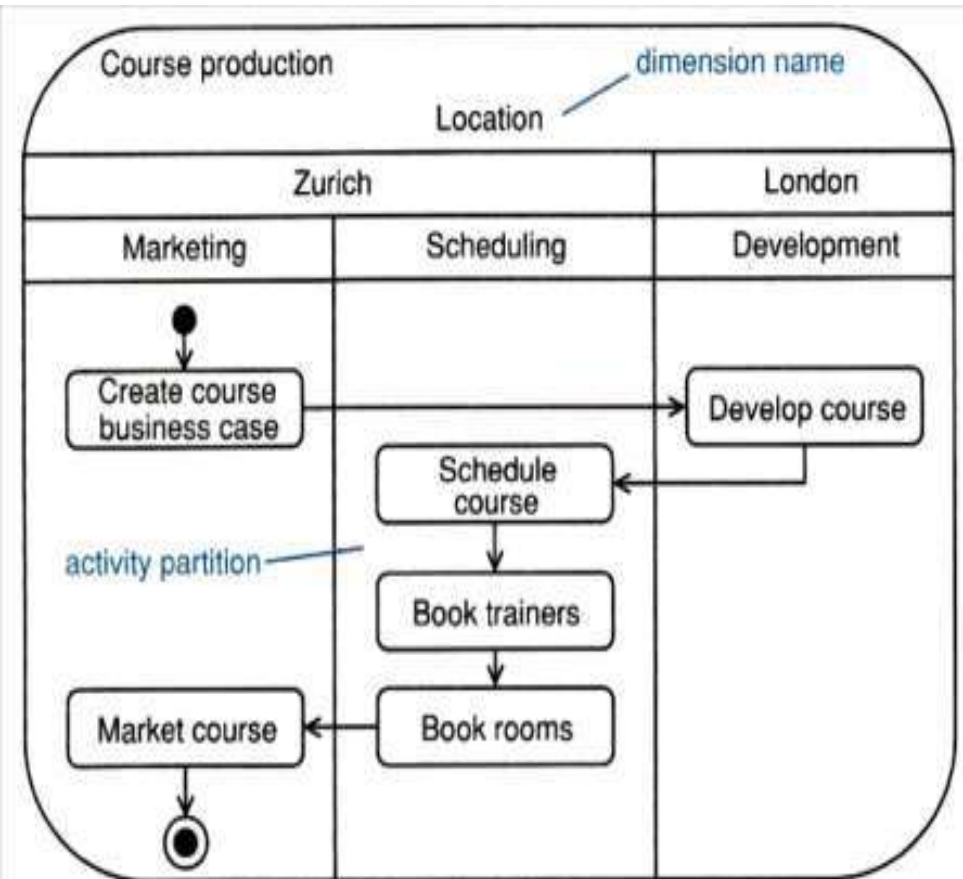 Course production
dimension name
Location
Zurich
London
Marketing
Scheduling
Development
Create course
business case
Develop course
Schedule
course
activity partition
Book trainers
Market course
Book rooms